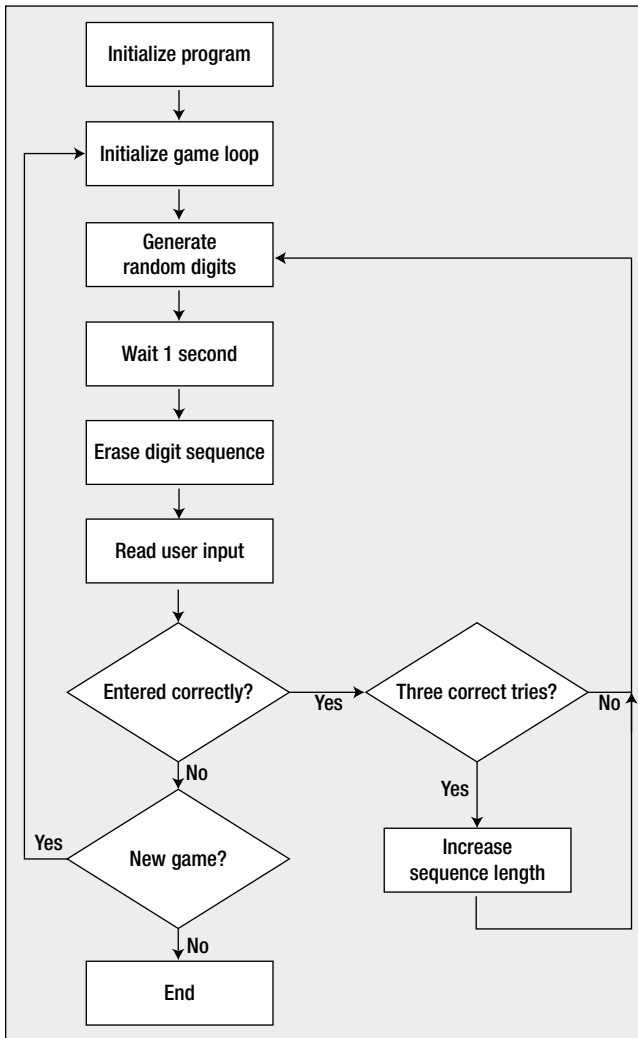 Initialize program
Initialize game loop
Generate
random digits
Wait 1 second
Erase digit sequence
Read user input
Entered correctly?
Yes
Three correct tries?
No
No
Yes
Yes
New game?
Increase
sequence length
No
End